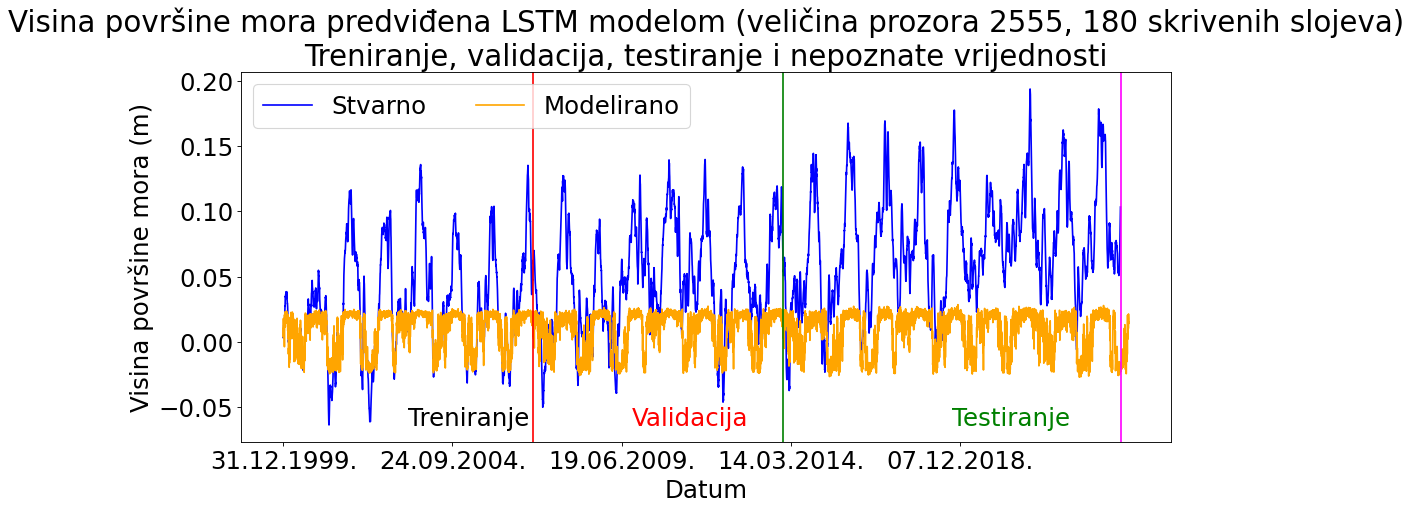 Visina površine mora predviđena LSTM modelom (veličina prozora 2555, 180 skrivenih slojeva)
Treniranje, validacija, testiranje i nepoznate vrijednosti
Stvarno
Modelirano
Visina površine mora (m)
0.20
0.15
0.10
0.05
0.00
−0.05
Treniranje
Validacija
Testiranje
31.12.1999.
24.09.2004.
19.06.2009.
14.03.2014.
07.12.2018.
Datum